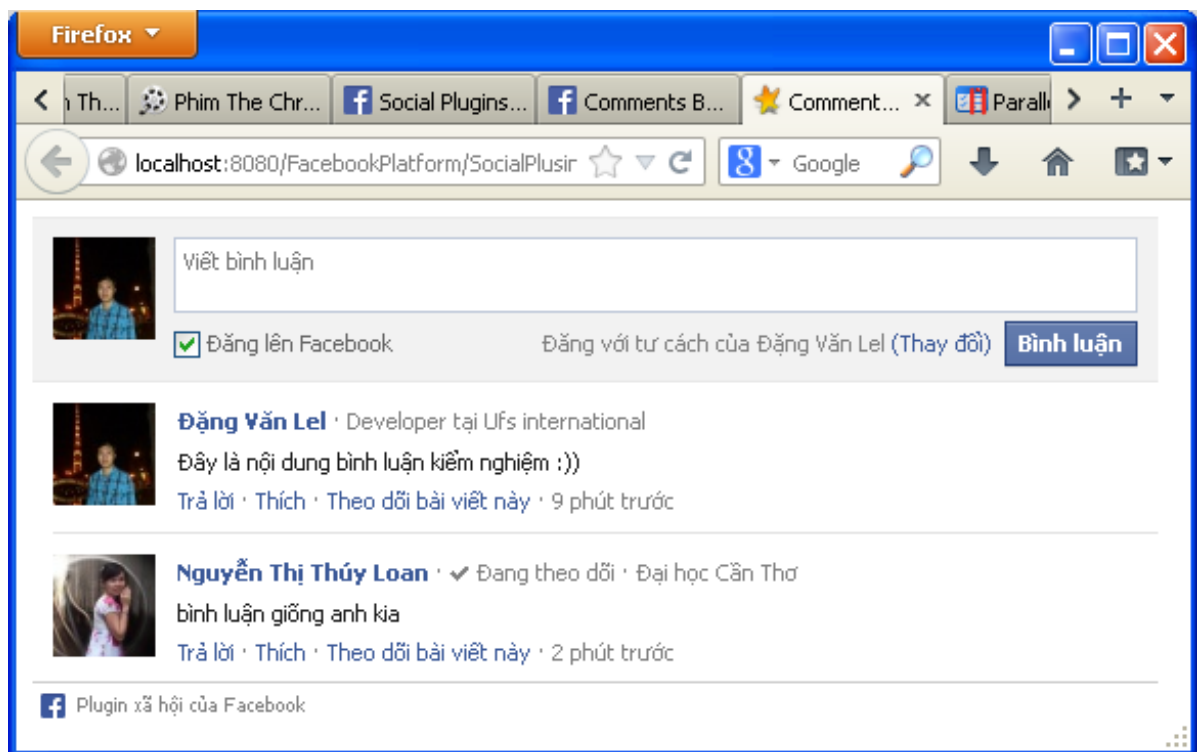 Firefox
Th... Phim The Chr... Social Plugins... Comments B... Comment... Parall
localhost:8080/FacebookPlatform/SocialPlusir Google
Viết bình luận
Đăng lên Facebook Đăng với tư cách của Đặng Văn Lel (Thay đổi) Bình luận
Đặng Văn Lel · Developer tại Ufs international
Đây là nội dung bình luận kiểm nghiệm :))
Trả lời · Thích · Theo dõi bài viết này · 9 phút trước
Nguyễn Thị Thúy Loan · ✔ Đang theo dõi · Đại học Cần Thơ
bình luận giống anh kia
Trả lời · Thích · Theo dõi bài viết này · 2 phút trước
Plugin xã hội của Facebook